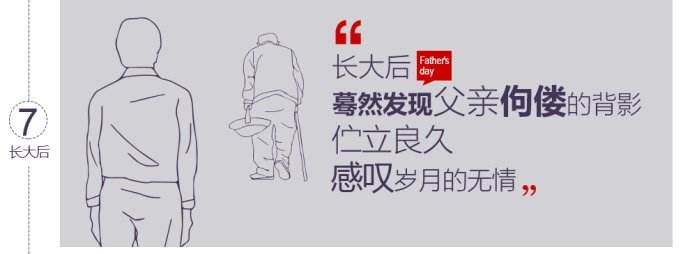 7
长大后
“
长大后 Father's day
蓦然发现父亲佝偻的背影
伫立良久
感叹岁月的无情”